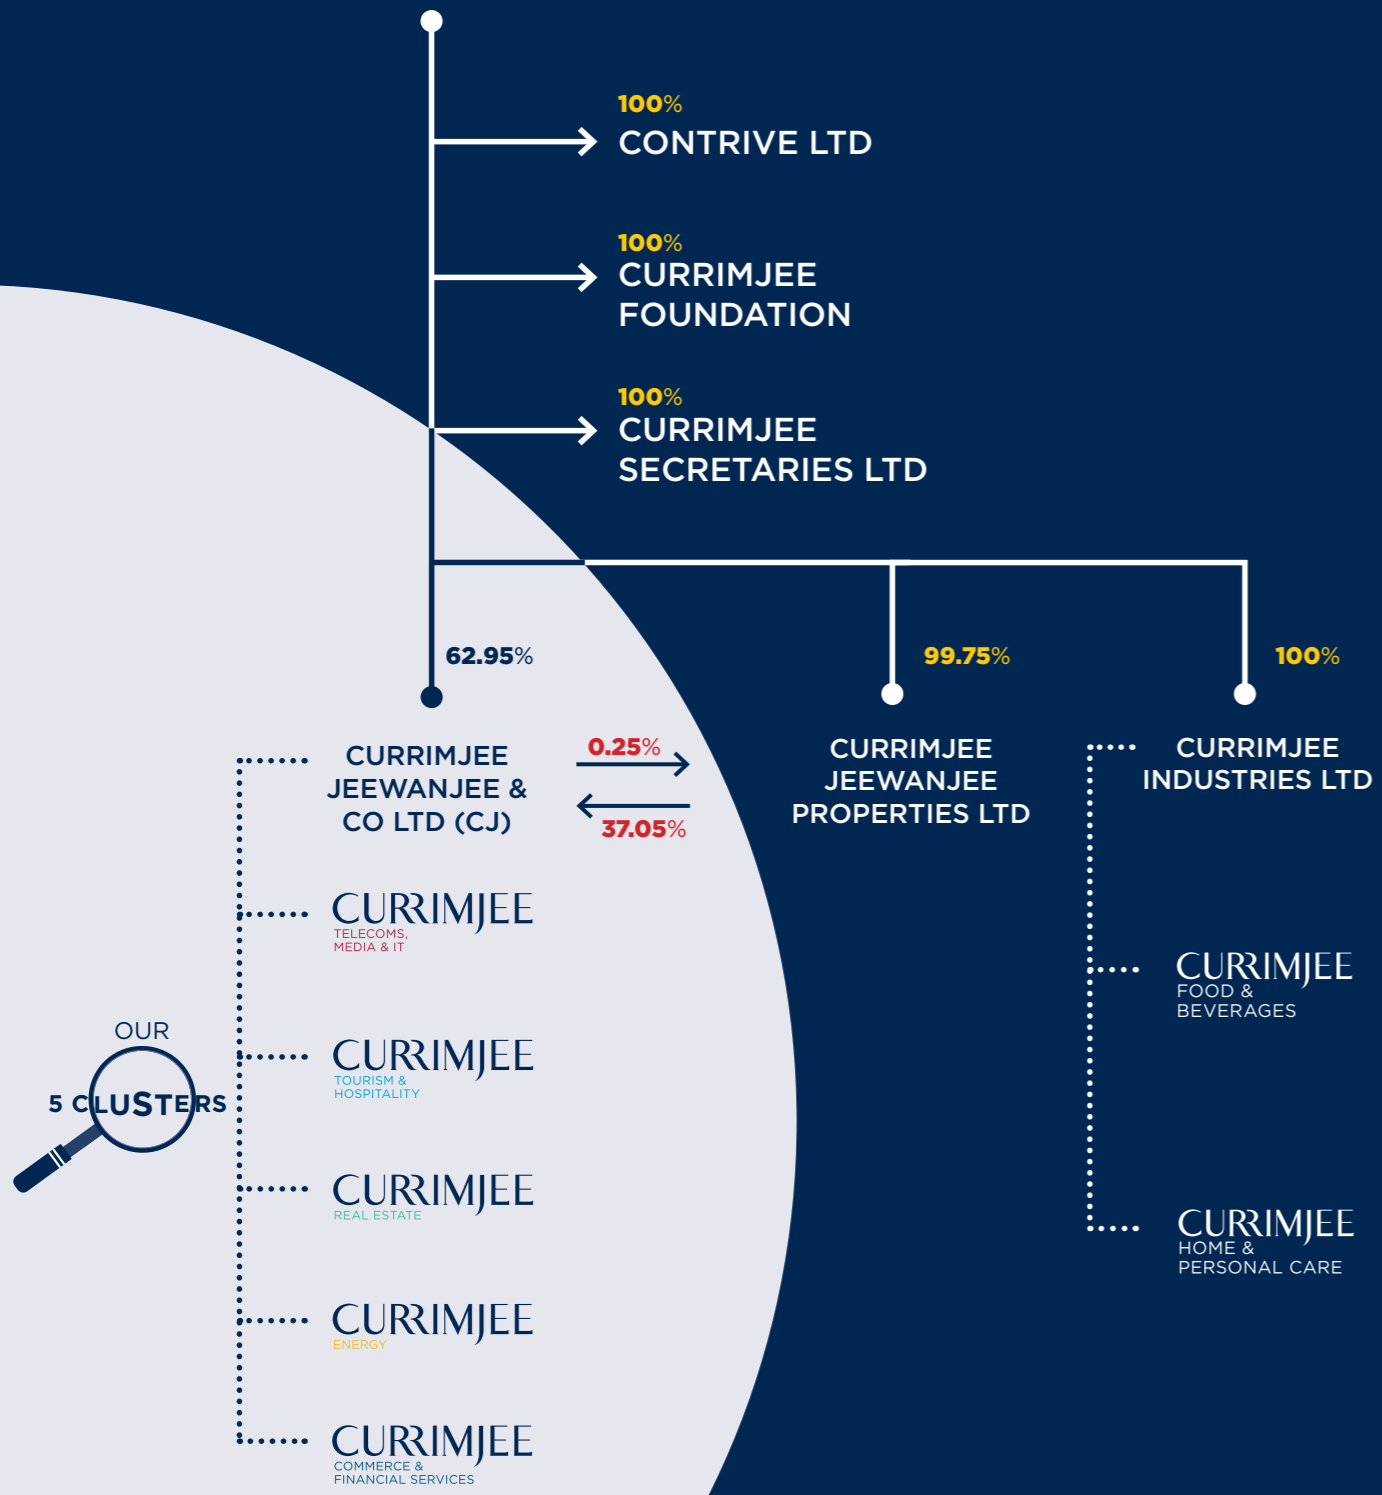 100%
CONTRIVE LTD
100%
CURRIMJEE
FOUNDATION
100%
CURRIMJEE
SECRETARIES LTD
62.95%
99.75%
100%
CURRIMJEE
JEEWANJEE &
CO LTD (CJ)
0.25%
37.05%
CURRIMJEE
JEEWANJEE
PROPERTIES LTD
CURRIMJEE
INDUSTRIES LTD
CURRIMJEE
TELECOMS,
MEDIA & IT
CURRIMJEE
TOURISM &
HOSPITALITY
CURRIMJEE
REAL ESTATE
CURRIMJEE
ENERGY
CURRIMJEE
COMMERCE &
FINANCIAL SERVICES
OUR
5 CLUSTERS
CURRIMJEE
FOOD &
BEVERAGES
CURRIMJEE
HOME &
PERSONAL CARE